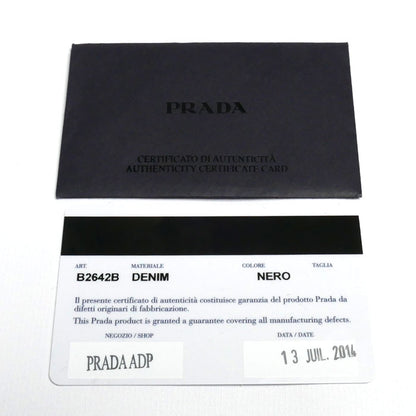 PRADA
CERTIFICATO DI AUTENTICITÀ
AUTHENTICITY CERTIFICATE CARD
ART. MATERIALE COLORE TAGLIA
B2642B DENIM NERO
Il presente certificato di autenticità costituisce garanzia del prodotto Prada da
difetti originari di fabbricazione.
This Prada product is granted a guarantee covering all manufacturing defects.
NEGOZIO / SHOP DATA / DATE
PRADA ADP 13 JUIL. 2014